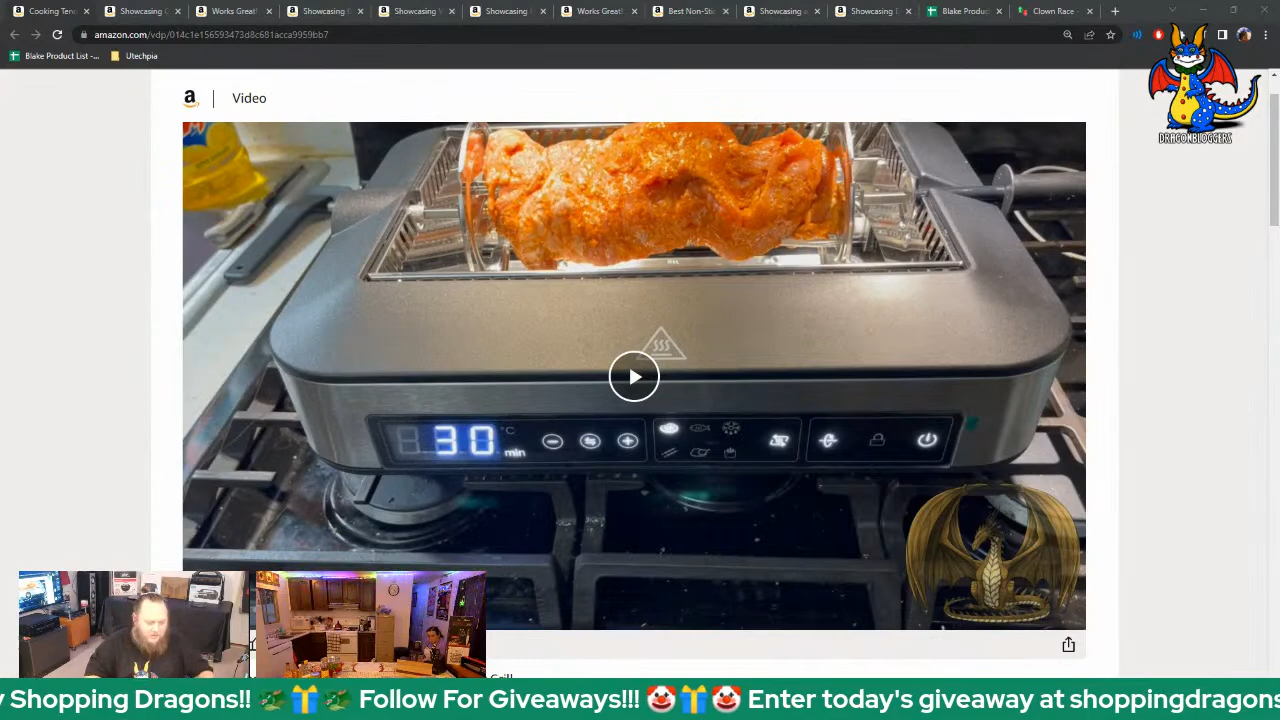 Cooking Tend
Showcasing C
Works Great!
Showcasing
Showcasing
Showcasing
Works Great!
Best Non-Stic
Showcasing a
Showcasing
Blake Produc
Clown Race -
amazon.com/vdp/014c1e156593473d8c681acca9959bb7
Blake Product List -...
Utechpia
DRAGONBLOGGERS
a | Video
30 °C
min
y Shopping Dragons!! 🐉🎁🐉 Follow For Giveaways!!! 🤡🎁🤡 Enter today's giveaway at shoppingdragons